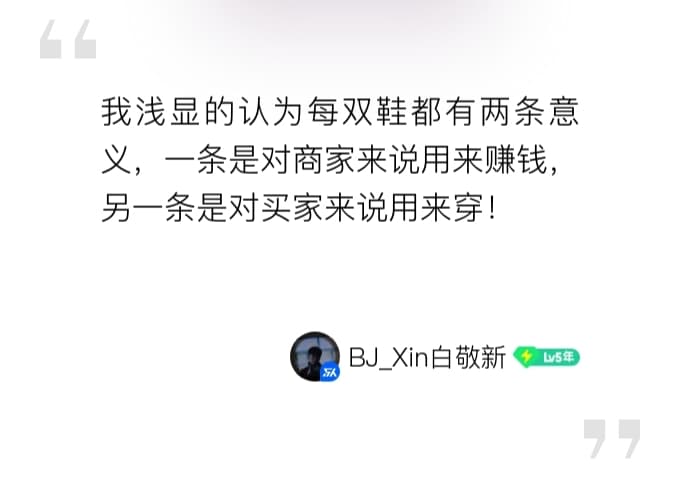 “
我浅显的认为每双鞋都有两条意
义，一条是对商家来说用来赚钱，
另一条是对买家来说用来穿！
BJ_Xin白敬新 Lv5年
”